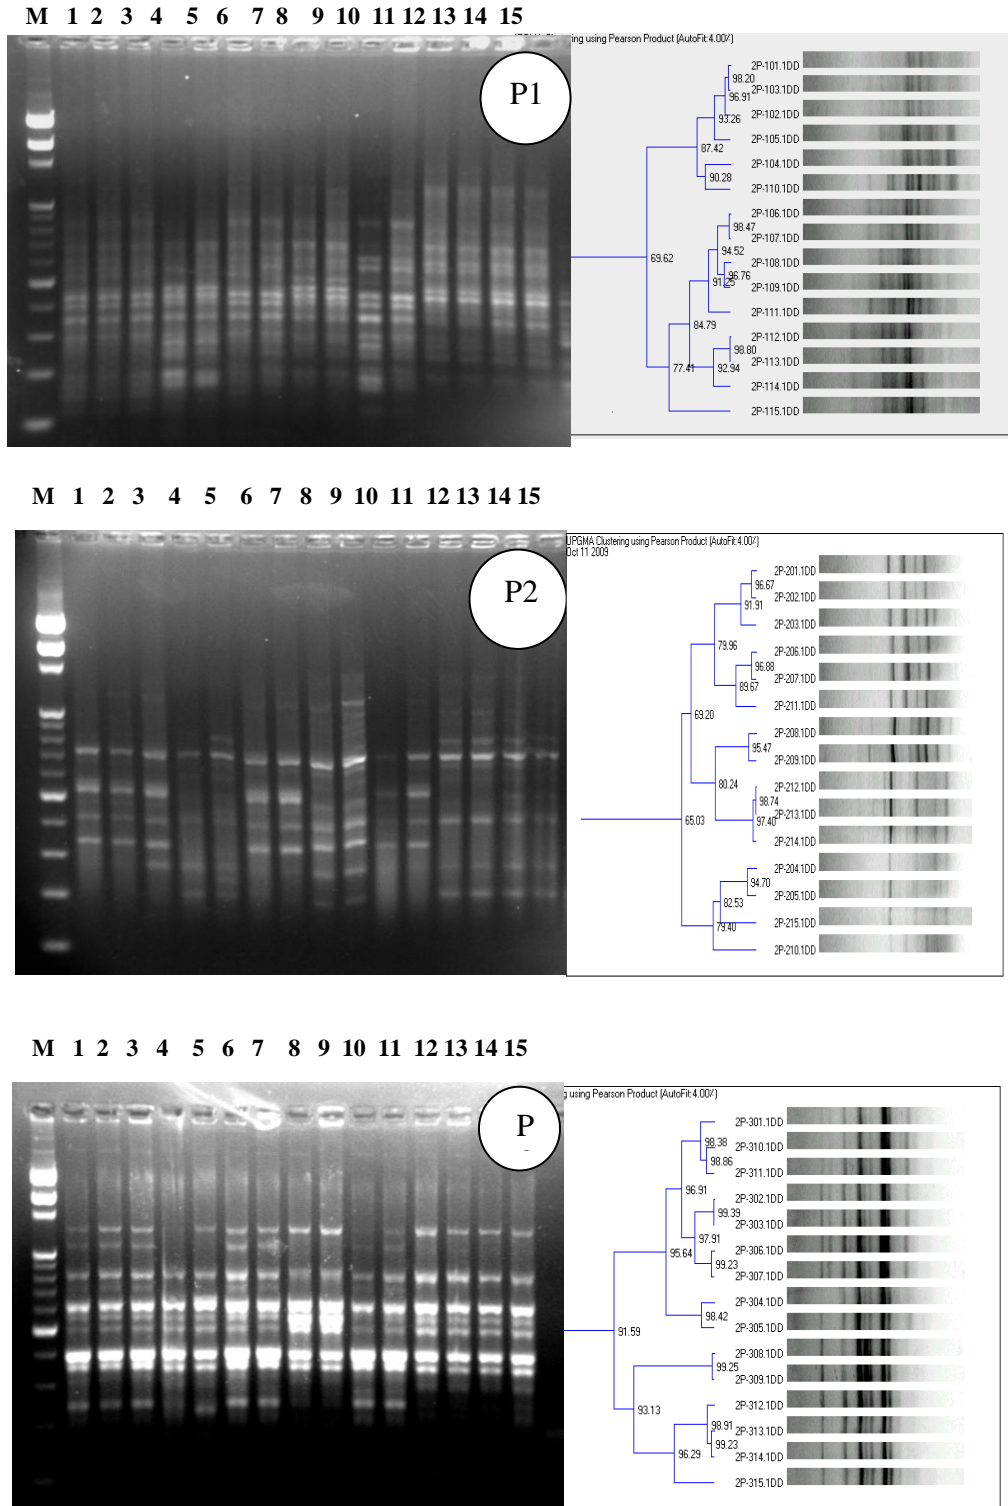 M 1 2 3 4 5 6 7 8 9 10 11 12 13 14 15
P1
ing using Pearson Product (AutoFit:4.00%)
2P-101.1DD
98.20
2P-103.1DD
96.91
2P-102.1DD
93.26
2P-105.1DD
87.42
2P-104.1DD
90.28
2P-110.1DD
2P-106.1DD
98.47
2P-107.1DD
94.52
69.62
2P-108.1DD
96.76
91.25
2P-109.1DD
2P-111.1DD
84.79
2P-112.1DD
98.80
2P-113.1DD
77.41
92.94
2P-114.1DD
2P-115.1DD
M 1 2 3 4 5 6 7 8 9 10 11 12 13 14 15
P2
UPGMA Clustering using Pearson Product (AutoFit:4.00%)
Oct 11 2009
2P-201.1DD
96.67
2P-202.1DD
91.91
2P-203.1DD
79.96
2P-206.1DD
96.88
2P-207.1DD
89.67
2P-211.1DD
69.20
2P-208.1DD
95.47
2P-209.1DD
80.24
2P-212.1DD
98.74
2P-213.1DD
65.03
97.40
2P-214.1DD
2P-204.1DD
94.70
2P-205.1DD
82.53
2P-215.1DD
79.40
2P-210.1DD
M 1 2 3 4 5 6 7 8 9 10 11 12 13 14 15
P
g using Pearson Product (AutoFit:4.00%)
2P-301.1DD
98.38
2P-310.1DD
98.86
2P-311.1DD
96.91
2P-302.1DD
99.39
2P-303.1DD
97.91
2P-306.1DD
95.64
99.23
2P-307.1DD
2P-304.1DD
98.42
2P-305.1DD
91.59
2P-308.1DD
99.25
2P-309.1DD
2P-312.1DD
93.13
98.91
2P-313.1DD
99.23
2P-314.1DD
96.29
2P-315.1DD